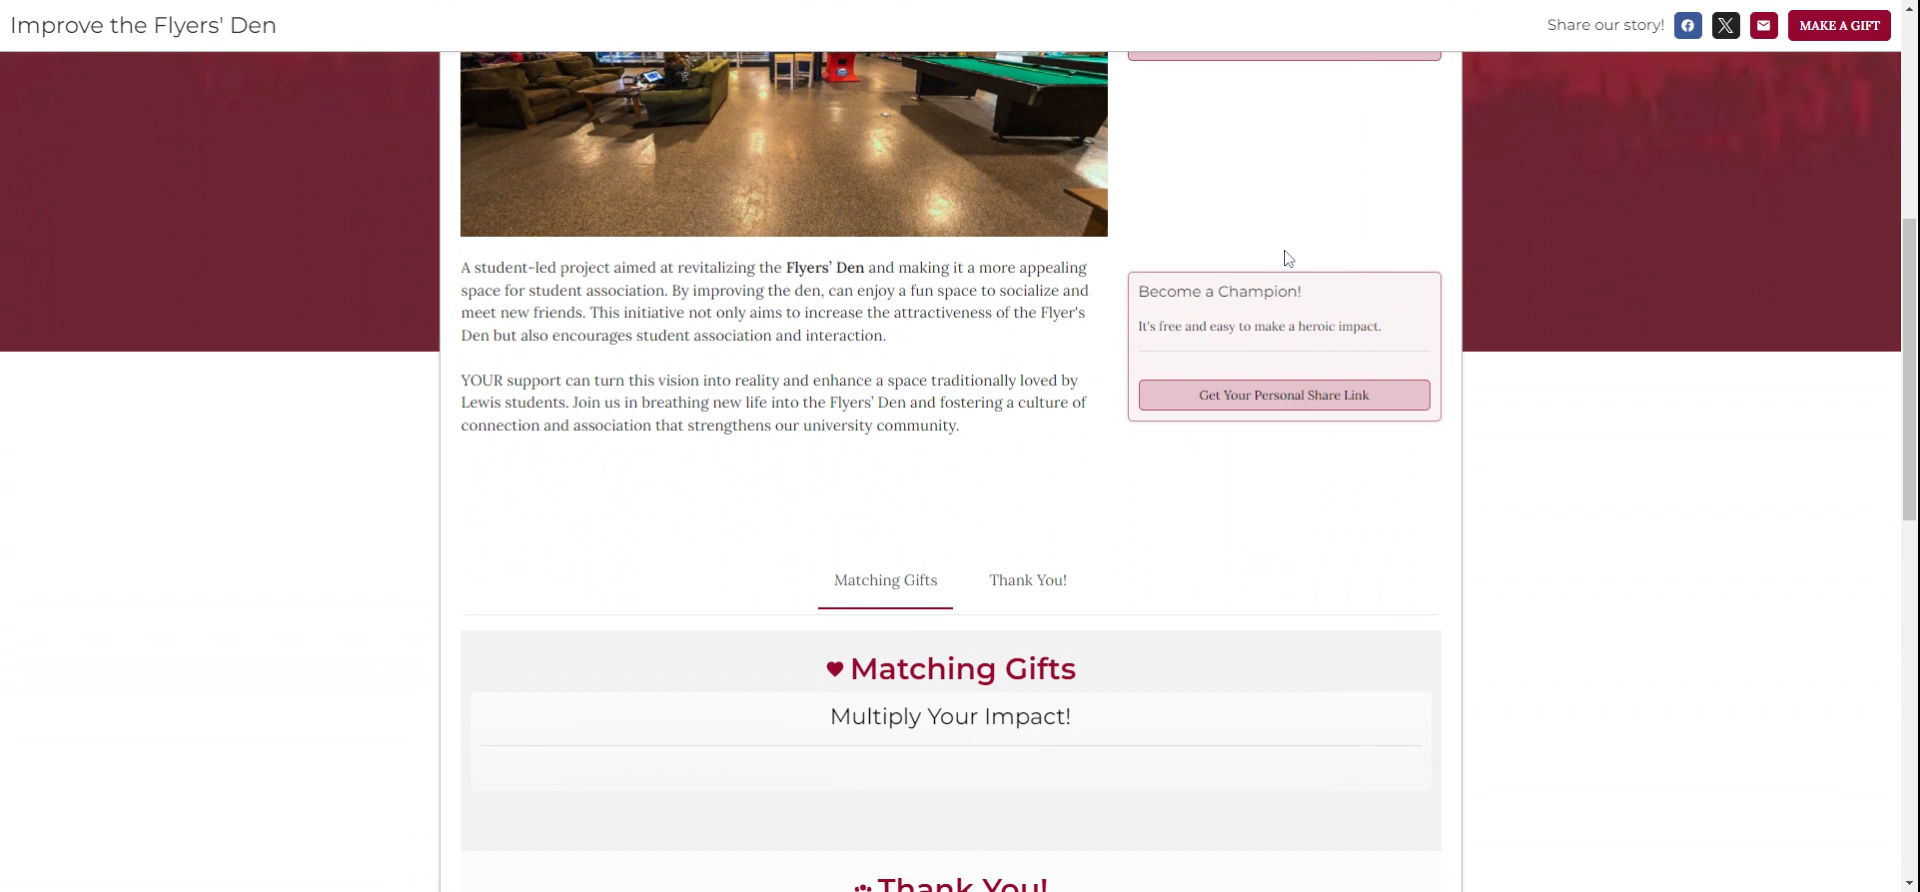 Improve the Flyers' Den
Share our story!
MAKE A GIFT
A student-led project aimed at revitalizing the Flyers’ Den and making it a more appealing
space for student association. By improving the den, can enjoy a fun space to socialize and
meet new friends. This initiative not only aims to increase the attractiveness of the Flyer's
Den but also encourages student association and interaction.
YOUR support can turn this vision into reality and enhance a space traditionally loved by
Lewis students. Join us in breathing new life into the Flyers’ Den and fostering a culture of
connection and association that strengthens our university community.
Become a Champion!
It's free and easy to make a heroic impact.
Get Your Personal Share Link
Matching Gifts
Thank You!
Matching Gifts
Multiply Your Impact!
Thank You!